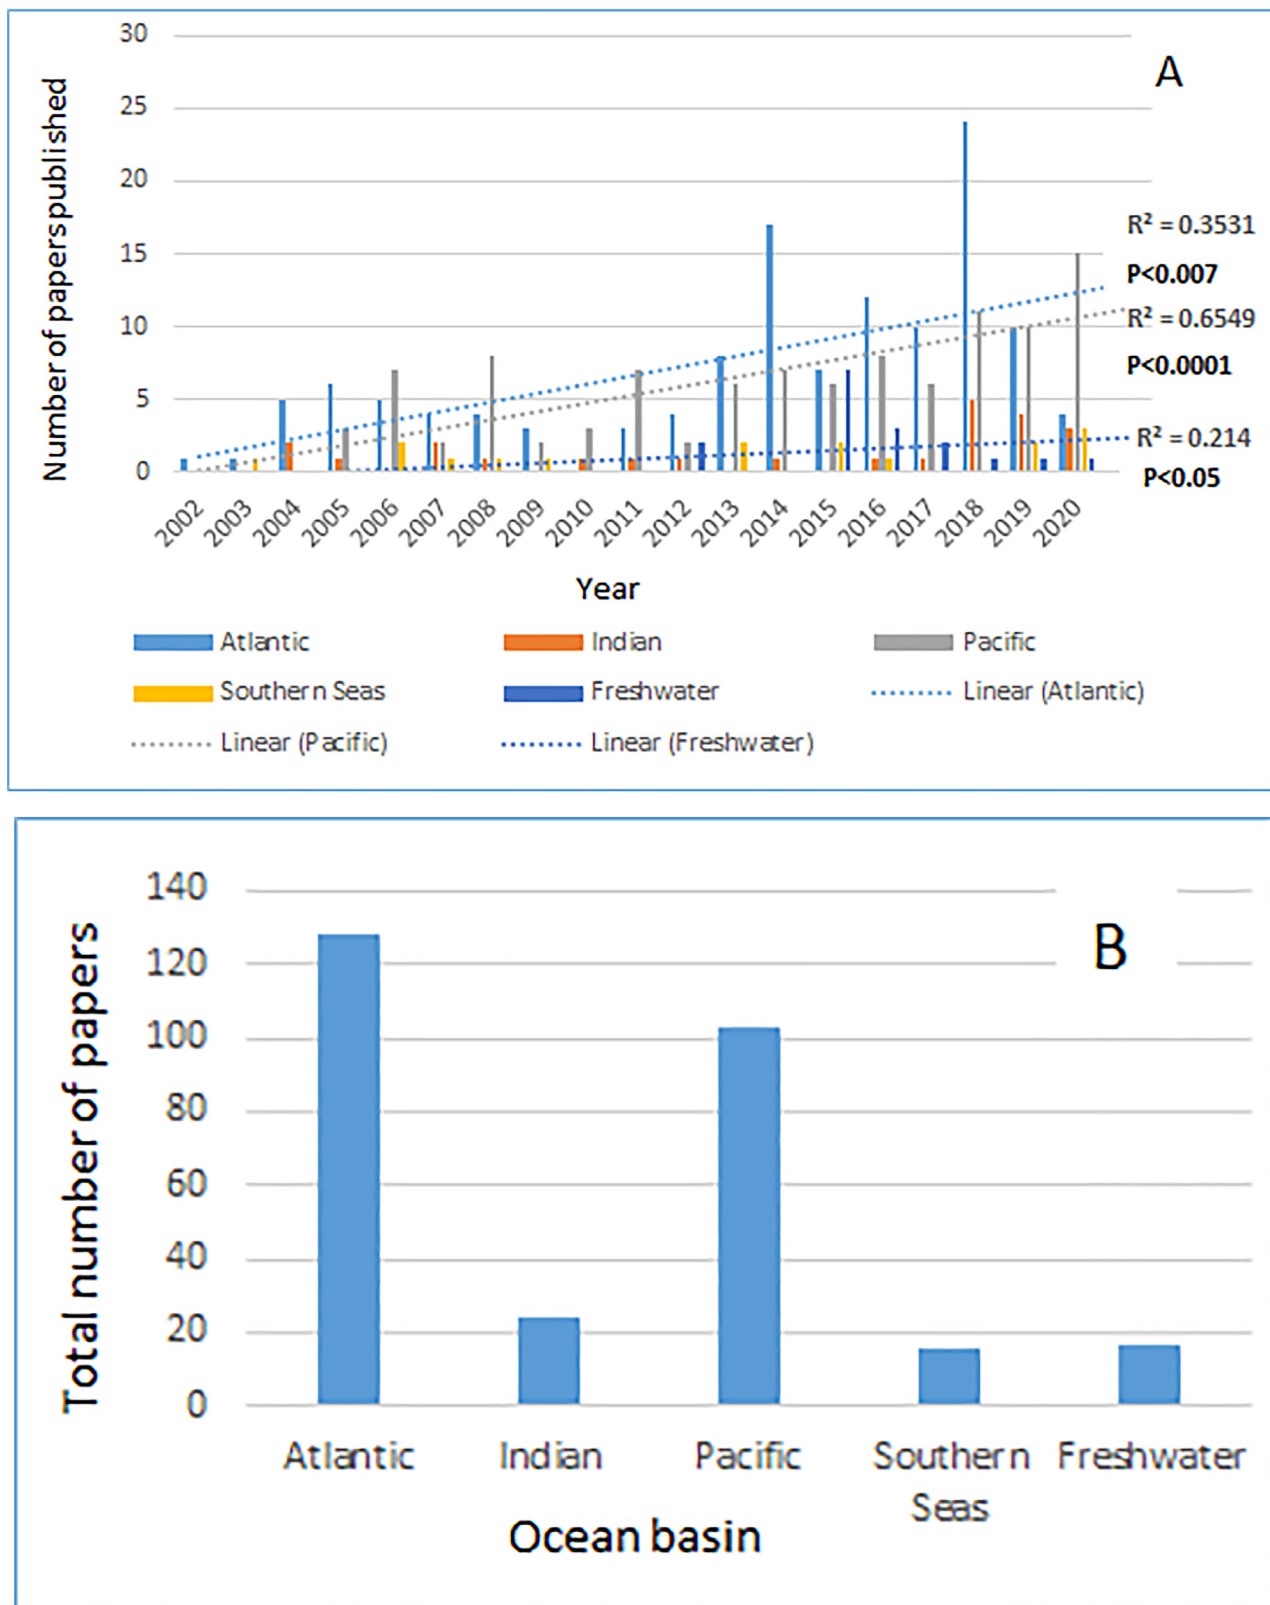 30
A
25
20
15
10
5
0
Number of papers published
R² = 0.3531
P<0.007
R² = 0.6549
P<0.0001
R² = 0.214
P<0.05
2002 2003 2004 2005 2006 2007 2008 2009 2010 2011 2012 2013 2014 2015 2016 2017 2018 2019 2020
Year
Atlantic Indian Pacific
Southern Seas Freshwater Linear (Atlantic)
Linear (Pacific) Linear (Freshwater)
140
B
120
100
80
60
40
20
0
Total number of papers
Atlantic Indian Pacific Southern Freshwater
Seas
Ocean basin